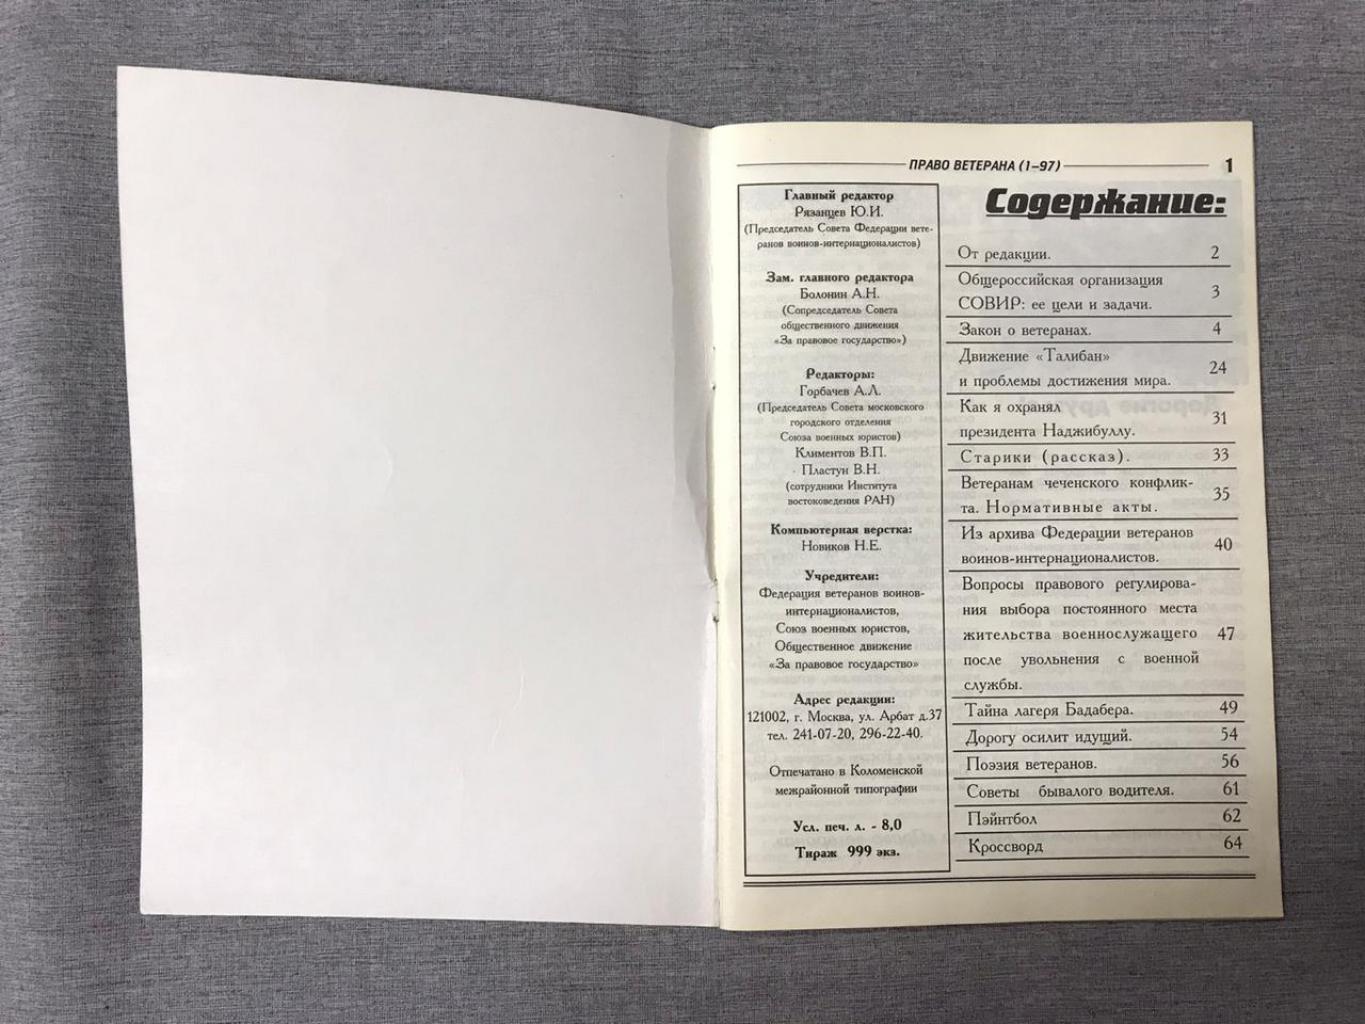 ПРАВО ВЕТЕРАНА (1-97)
1
Главный редактор
Рязанцев Ю.И.
(Председатель Совета Федерации вете-
ранов воинов-интернационалистов)
Зам. главного редактора
Болонин А.Н.
(Сопредседатель Совета
общественного движения
«За правовое государство»)
Редакторы:
Горбачев А.Л.
(Председатель Совета московского
городского отделения
Союза военных юристов)
Климентов В.П.
Пластун В.Н.
(сотрудники Института
востоковедения РАН)
Компьютерная верстка:
Новиков Н.Е.
Учредители:
Федерация ветеранов воинов-
интернационалистов,
Союз военных юристов,
Общественное движение
«За правовое государство»
Адрес редакции:
121002, г. Москва, ул. Арбат д.37
тел. 241-07-20, 296-22-40.
Отпечатано в Коломенской
межрайонной типографии
Усл. печ. л. - 8,0
Тираж 999 экз.
Содержание:
От редакции. 2
Общероссийская организация
СОВИР: ее цели и задачи. 3
Закон о ветеранах. 4
Движение «Талибан»
и проблемы достижения мира. 24
Как я охранял
президента Наджибуллу. 31
Старики (рассказ). 33
Ветеранам чеченского конфлик-
та. Нормативные акты. 35
Из архива Федерации ветеранов
воинов-интернационалистов. 40
Вопросы правового регулирова-
ния выбора постоянного места
жительства военнослужащего 47
после увольнения с военной
службы.
Тайна лагеря Бадабера. 49
Дорогу осилит идущий. 54
Поэзия ветеранов. 56
Советы бывалого водителя. 61
Пэйнтбол 62
Кроссворд 64